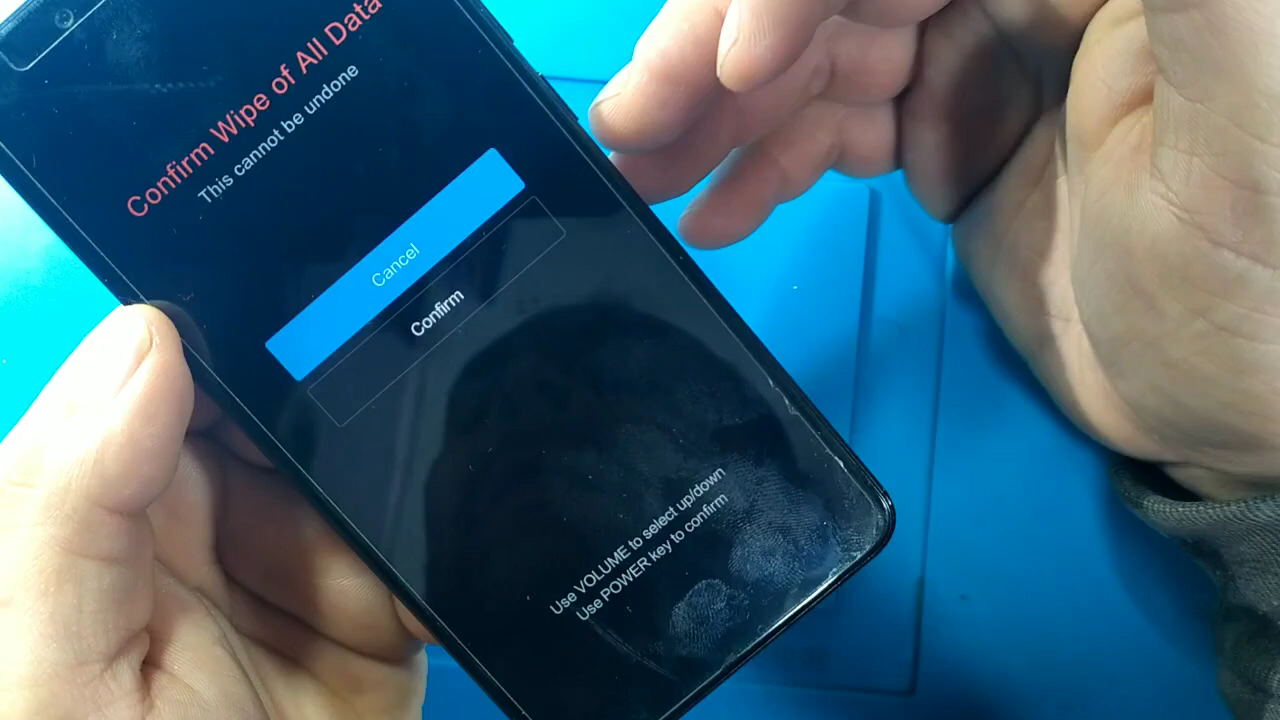 Confirm Wipe of All Data
This cannot be undone
Cancel
Confirm
Use VOLUME to select up/down
Use POWER key to confirm